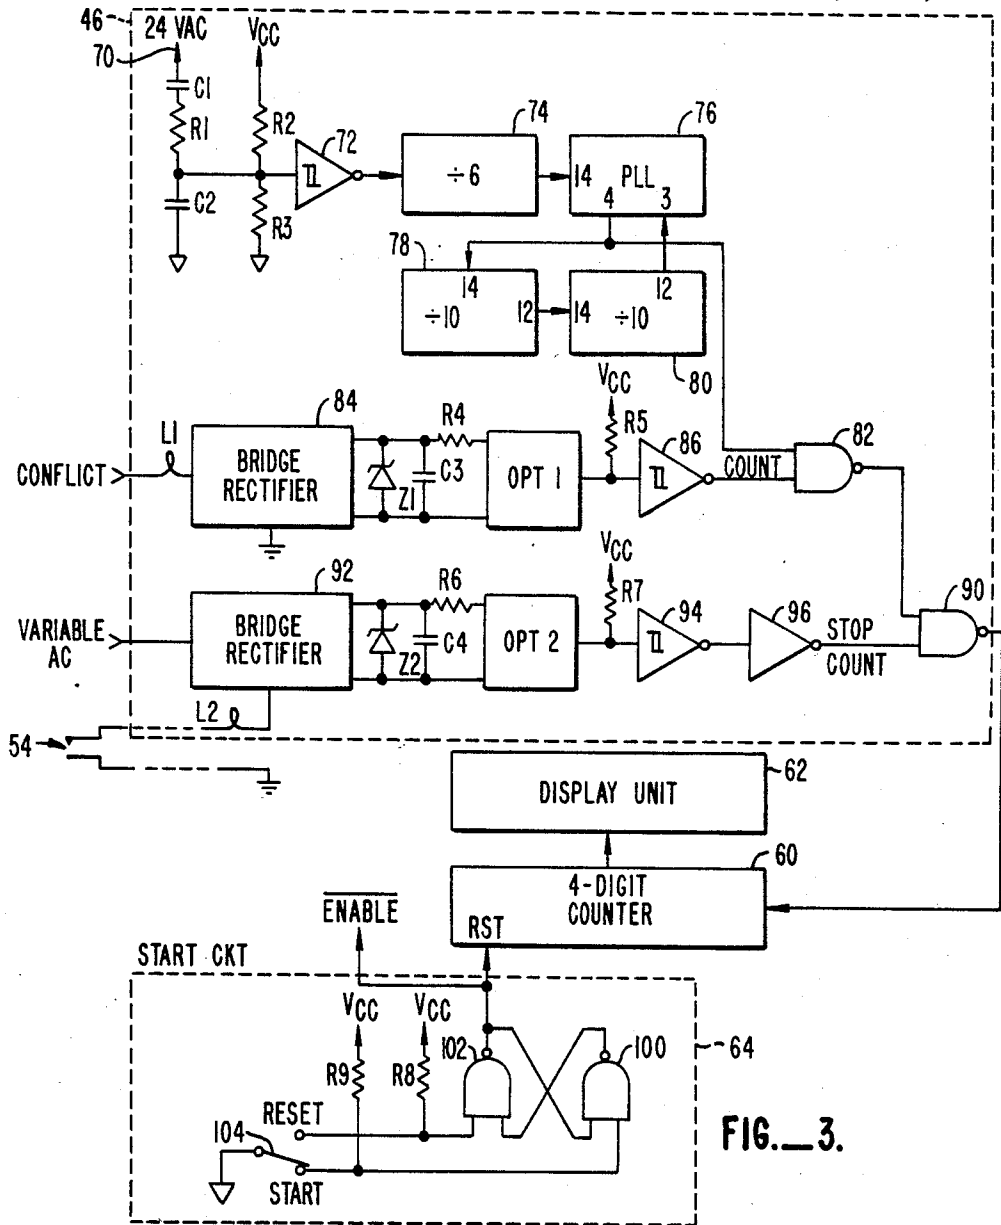 46
24 VAC
VCC
70
C1
R1
R2
72
74
76
÷6
14 PLL
4 3
C2
R3
78
14
÷10
12
12
14
÷10
80
VCC
84
R4
R5
86
82
L1
CONFLICT
BRIDGE
RECTIFIER
Z1
C3
OPT 1
COUNT
92
R6
VCC
R7
94
96
90
VARIABLE
AC
BRIDGE
RECTIFIER
Z2
C4
OPT 2
STOP
COUNT
L2
54
62
DISPLAY UNIT
60
4-DIGIT
COUNTER
RST
ENABLE
START CKT
VCC
VCC
R9
R8
102
100
64
RESET
104
START
FIG.__3.